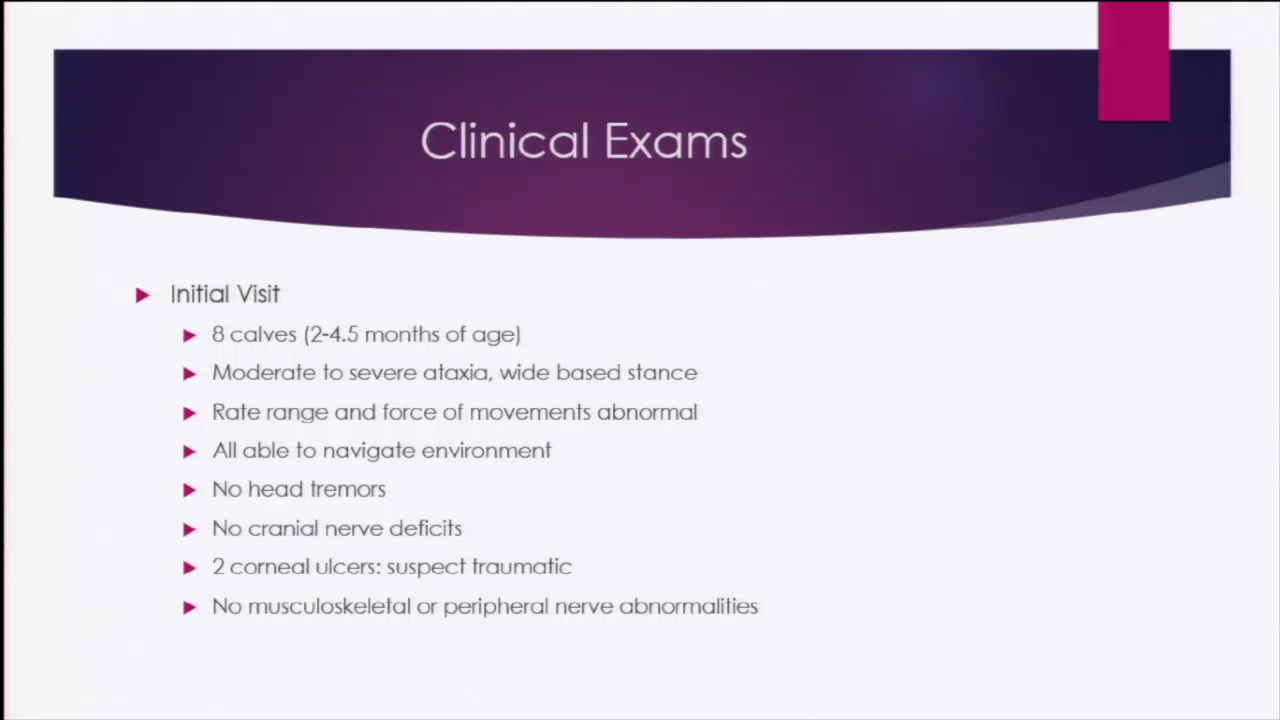 Clinical Exams
Initial Visit
8 calves (2-4.5 months of age)
Moderate to severe ataxia, wide based stance
Rate range and force of movements abnormal
All able to navigate environment
No head tremors
No cranial nerve deficits
2 corneal ulcers: suspect traumatic
No musculoskeletal or peripheral nerve abnormalities